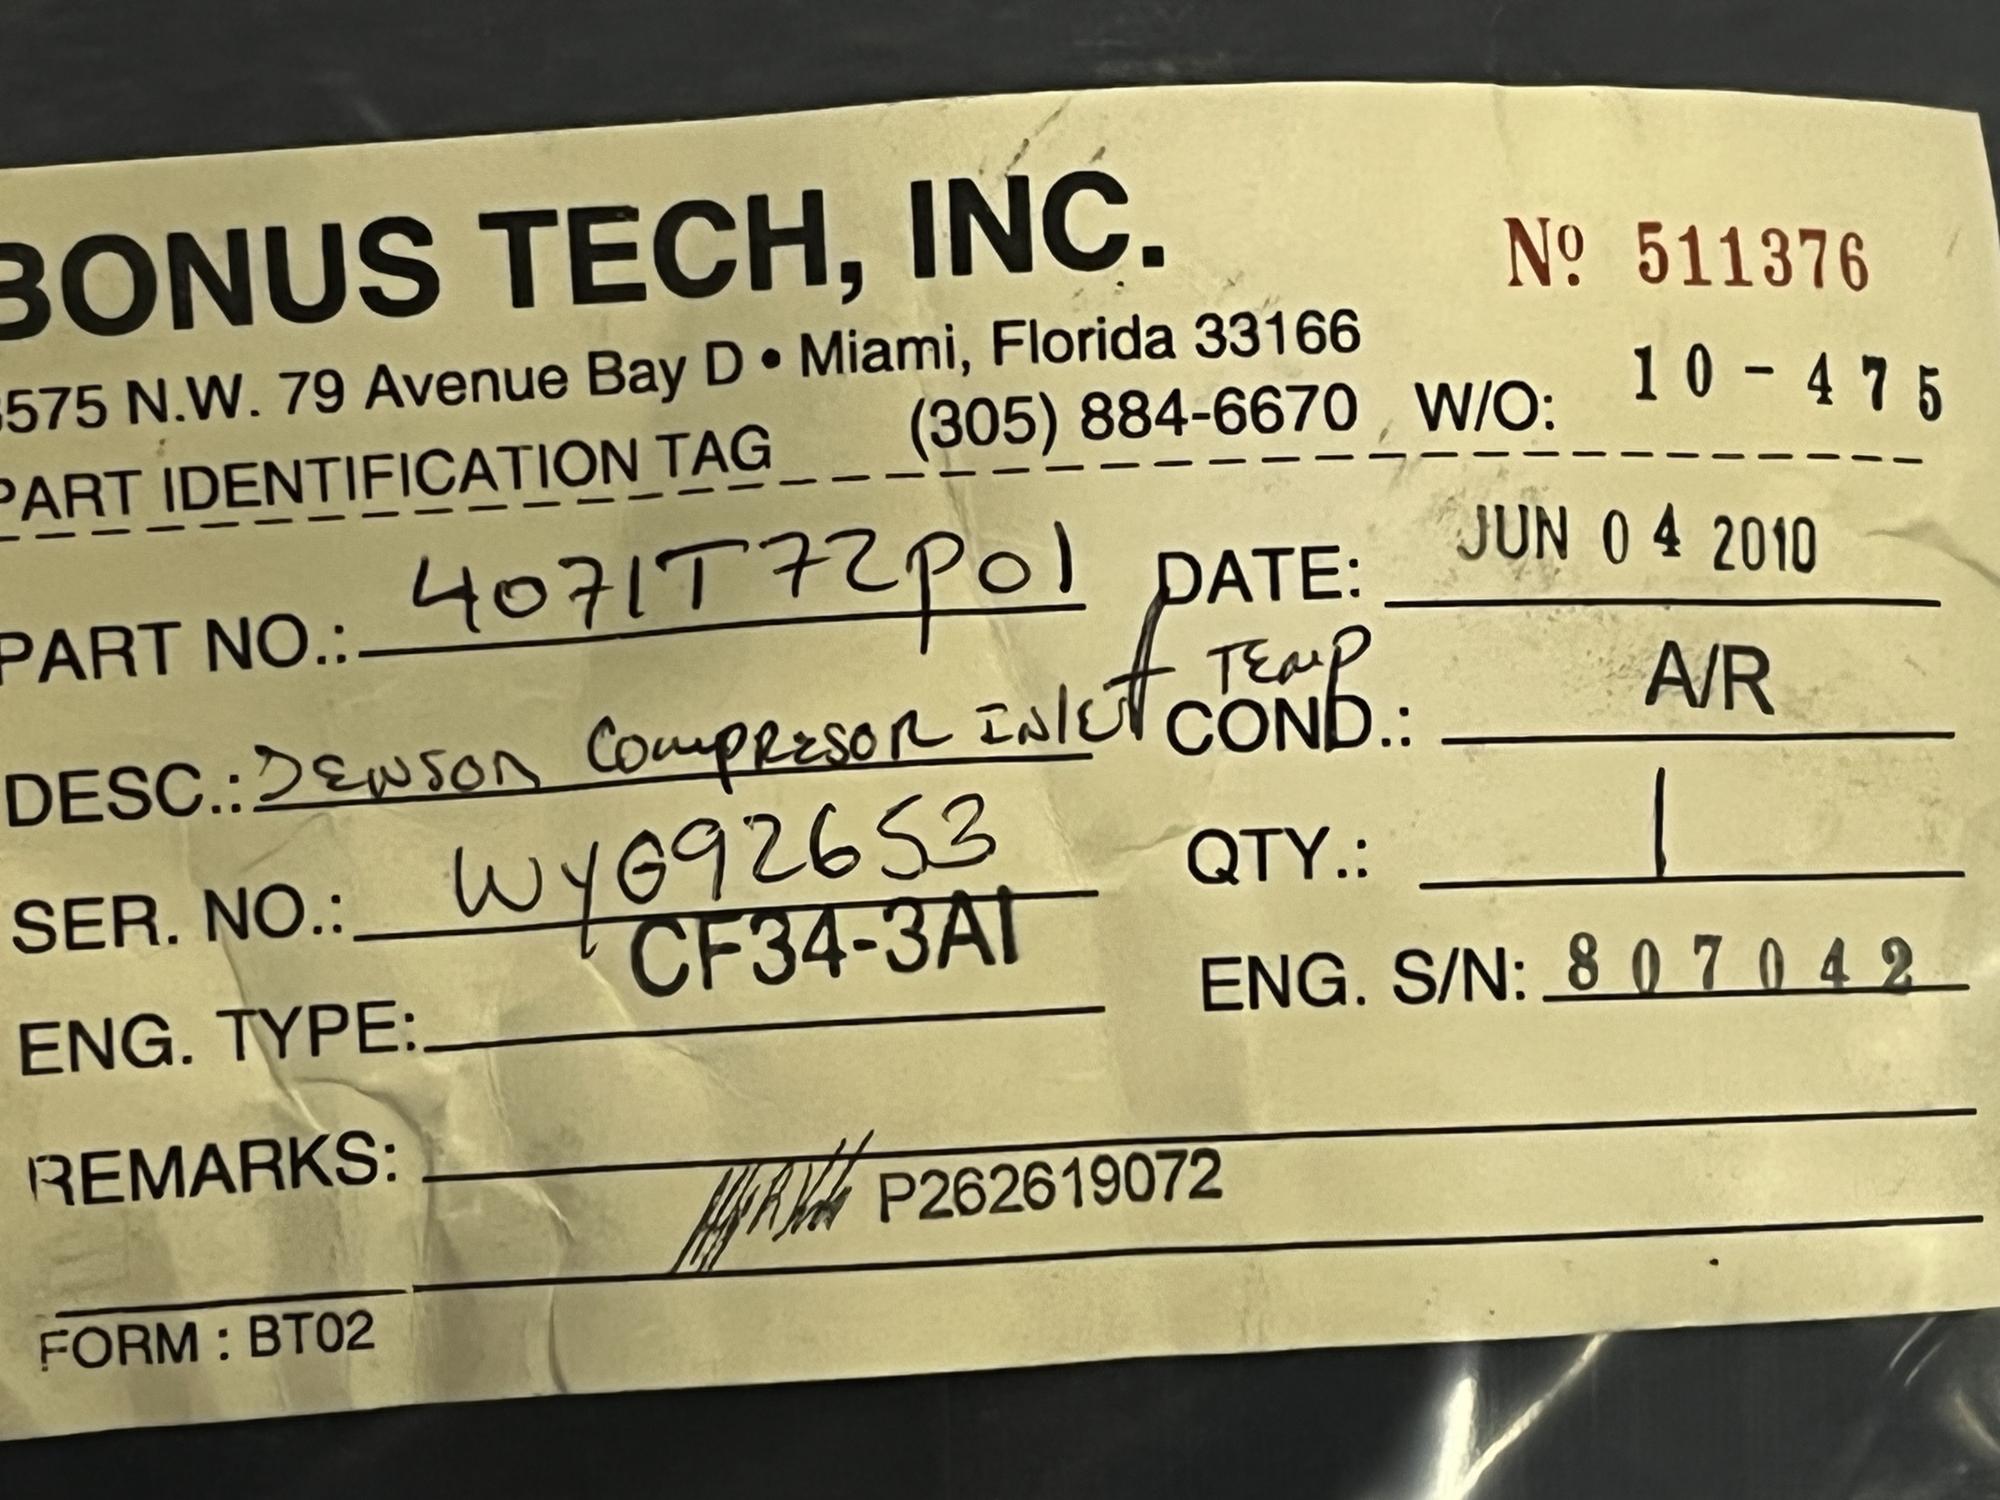 BONUS TECH, INC.
Nº 511376
575 N.W. 79 Avenue Bay D • Miami, Florida 33166
(305) 884-6670 W/O: 10-475
PART IDENTIFICATION TAG
PART NO.: 4071T72P01 DATE: JUN 04 2010
DESC.: SENSOR COMPRESOR INLET TEMP COND.: A/R
SER. NO.: WYG92653 QTY.: 1
ENG. TYPE: CF34-3A1 ENG. S/N: 807042
REMARKS:
P262619072
FORM : BT02